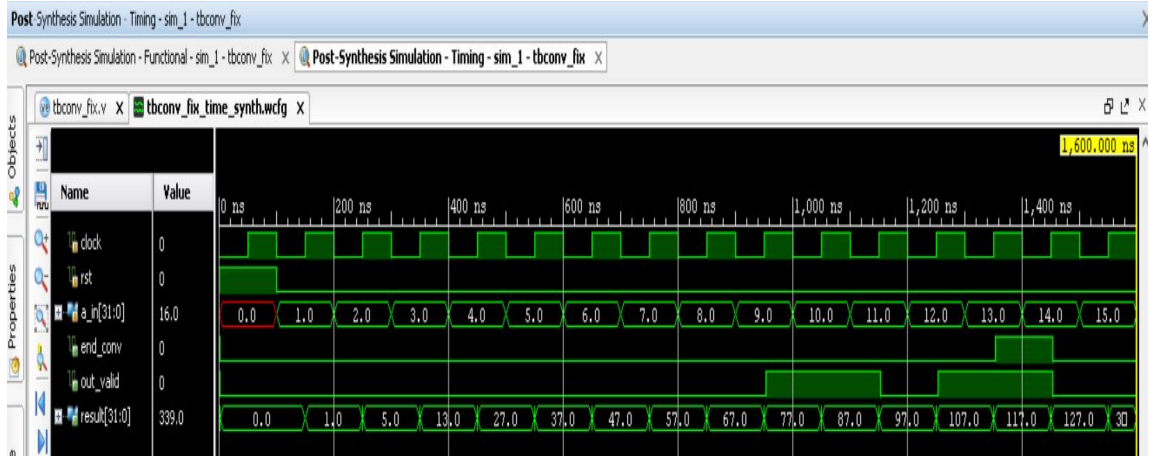 Post-Synthesis Simulation - Timing - sim_1 - tbconv_fix X
Post-Synthesis Simulation - Functional - sim_1 - tbconv_fix X Post-Synthesis Simulation - Timing - sim_1 - tbconv_fix X
Objects
Properties
tbconv_fix.v X tbconv_fix_time_synth.wcfg X
1,600.000 ns
Name Value 0 ns 200 ns 400 ns 600 ns 800 ns 1,000 ns 1,200 ns 1,400 ns
clock 0
rst 0
a_in[31:0] 16.0 0.0 1.0 2.0 3.0 4.0 5.0 6.0 7.0 8.0 9.0 10.0 11.0 12.0 13.0 14.0 15.0
end_conv 0
out_valid 0
result[31:0] 339.0 0.0 1.0 5.0 13.0 27.0 37.0 47.0 57.0 67.0 77.0 87.0 97.0 107.0 117.0 127.0